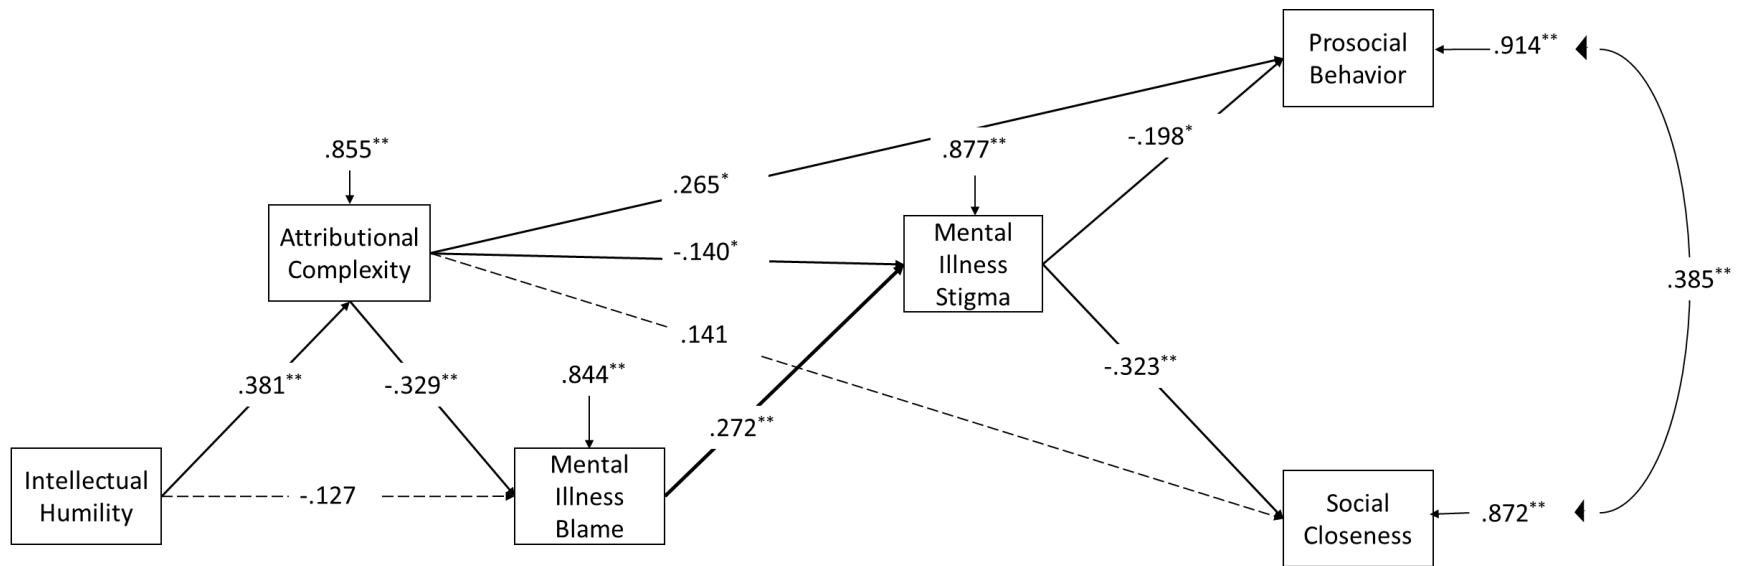 Prosocial
Behavior
.914**
.855**
.877**
-.198*
.265*
Attributional
Complexity
-.140*
Mental
Illness
Stigma
.385**
.141
.381**
-.329**
.844**
-.323**
.272**
Intellectual
Humility
-.127
Mental
Illness
Blame
Social
Closeness
.872**